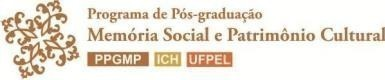 Programa de Pós-graduação
Memória Social e Patrimônio Cultural
PPGMP ICH UFPEL